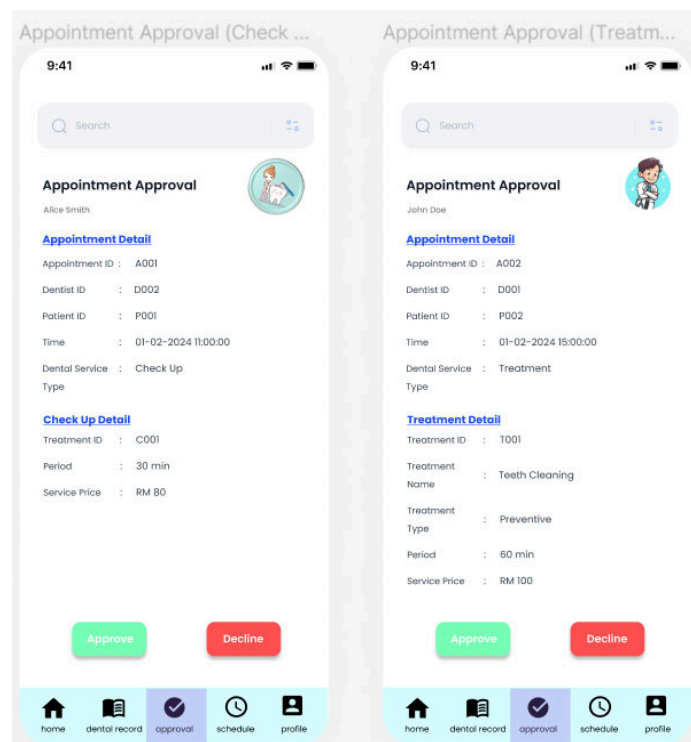 Appointment Approval (Check ...
9:41
Search
Appointment Approval
Alice Smith
Appointment Detail
Appointment ID : A001
Dentist ID : D002
Patient ID : P001
Time : 01-02-2024 11:00:00
Dental Service : Check Up
Type
Check Up Detail
Treatment ID : C001
Period : 30 min
Service Price : RM 80
Approve
Decline
home
dental record
approval
schedule
profile
Appointment Approval (Treatm...
9:41
Search
Appointment Approval
John Doe
Appointment Detail
Appointment ID : A002
Dentist ID : D001
Patient ID : P002
Time : 01-02-2024 15:00:00
Dental Service : Treatment
Type
Treatment Detail
Treatment ID : T001
Treatment
Name : Teeth Cleaning
Treatment
Type : Preventive
Period : 60 min
Service Price : RM 100
Approve
Decline
home
dental record
approval
schedule
profile